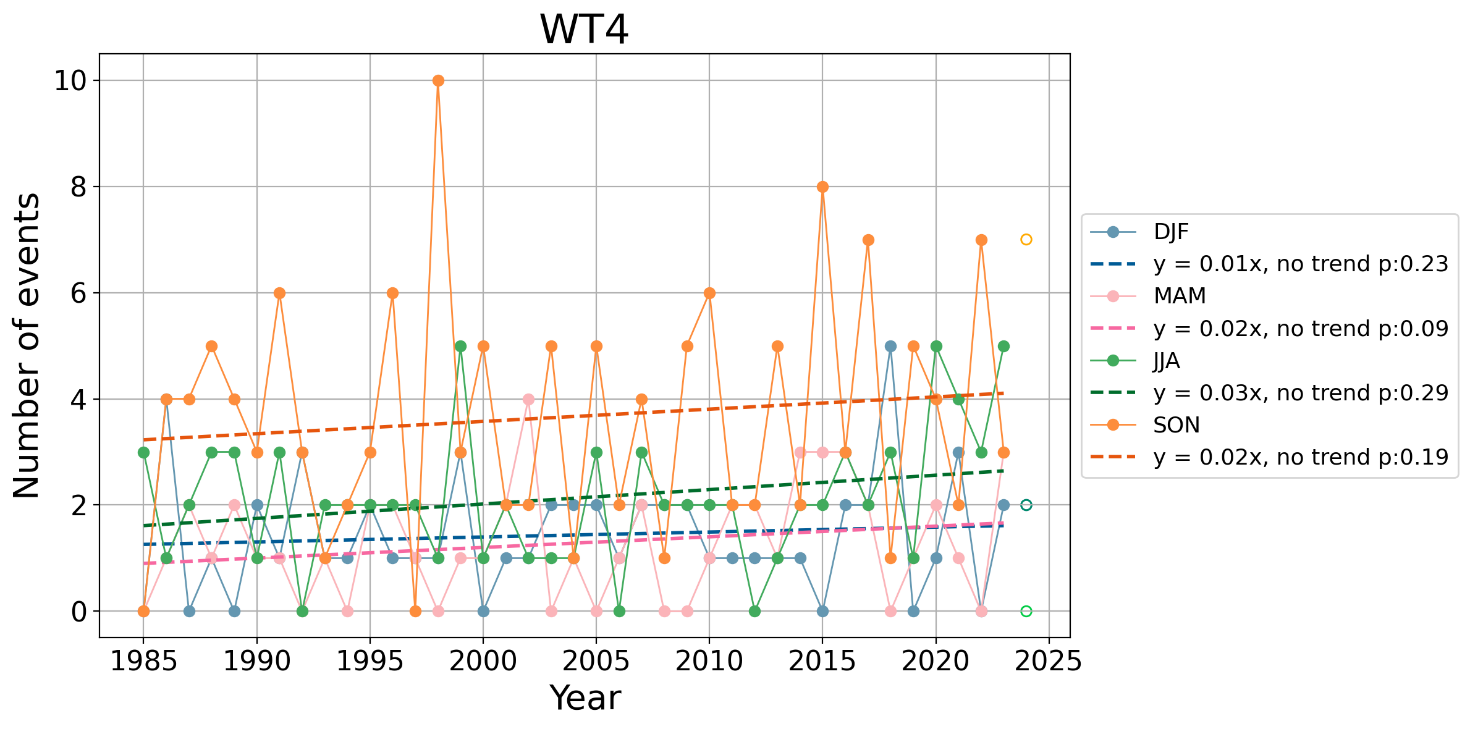 WT4
Number of events
10
8
6
4
2
0
1985 1990 1995 2000 2005 2010 2015 2020 2025
Year
DJF
y = 0.01x, no trend p:0.23
MAM
y = 0.02x, no trend p:0.09
JJA
y = 0.03x, no trend p:0.29
SON
y = 0.02x, no trend p:0.19